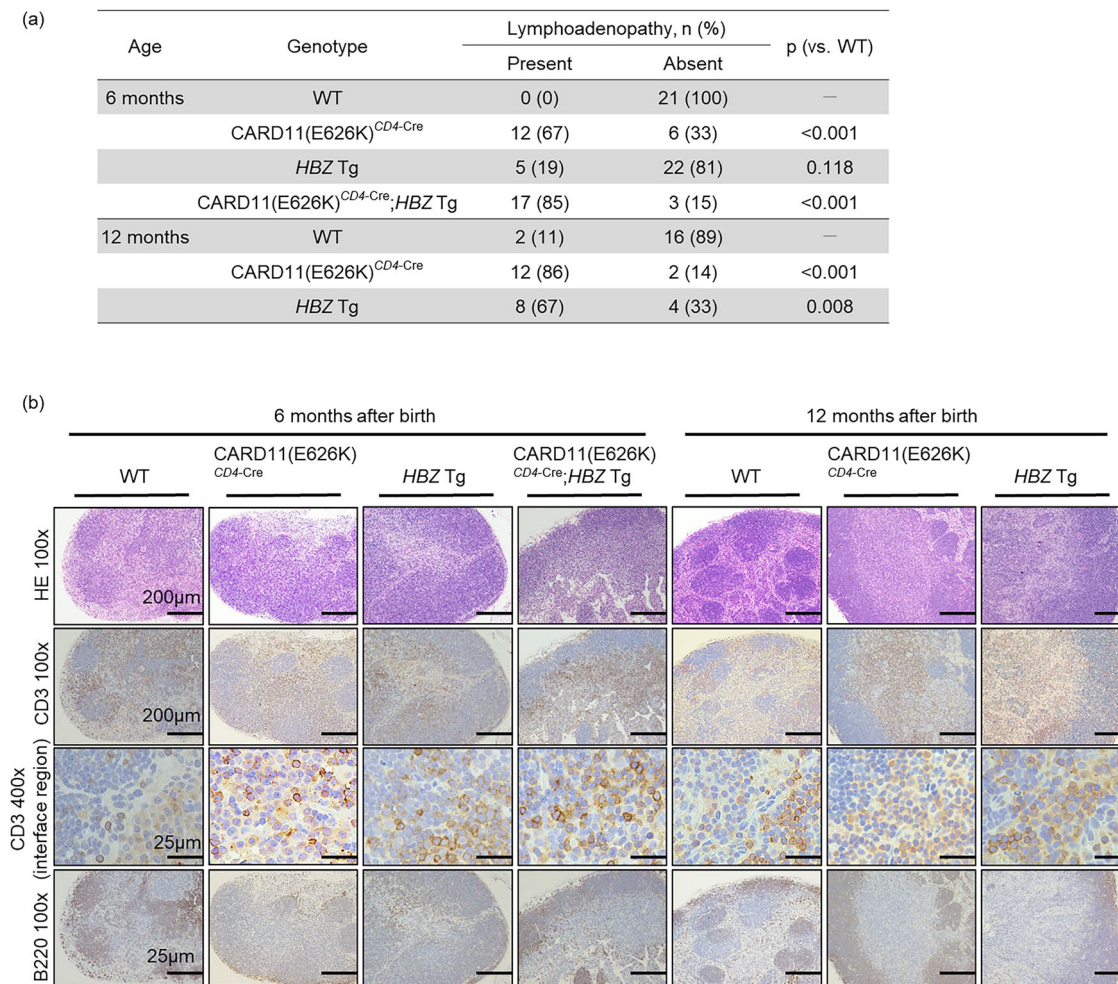 (a)
Age Genotype Lymphoadenopathy, n (%) p (vs. WT)
Present Absent
6 months WT 0 (0) 21 (100) —
CARD11(E626K)CD4-Cre 12 (67) 6 (33) <0.001
HBZ Tg 5 (19) 22 (81) 0.118
CARD11(E626K)CD4-Cre;HBZ Tg 17 (85) 3 (15) <0.001
12 months WT 2 (11) 16 (89) —
CARD11(E626K)CD4-Cre 12 (86) 2 (14) <0.001
HBZ Tg 8 (67) 4 (33) 0.008
(b)
6 months after birth 12 months after birth
WT CARD11(E626K) CD4-Cre HBZ Tg CARD11(E626K) CD4-Cre;HBZ Tg WT CARD11(E626K) CD4-Cre HBZ Tg
HE 100x
200μm
CD3 100x
200μm
CD3 400x
(interface region)
25μm
B220 100x
25μm